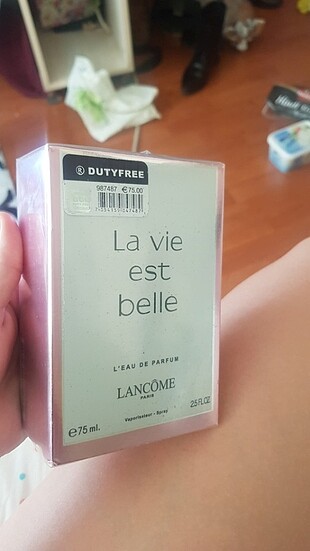 ® DUTYFREE
987487 €75.00
La vie
est
belle
L'EAU DE PARFUM
LANCÔME
PARIS
Vaporisateur - Spray
e75 ml.
2.5 FL.OZ